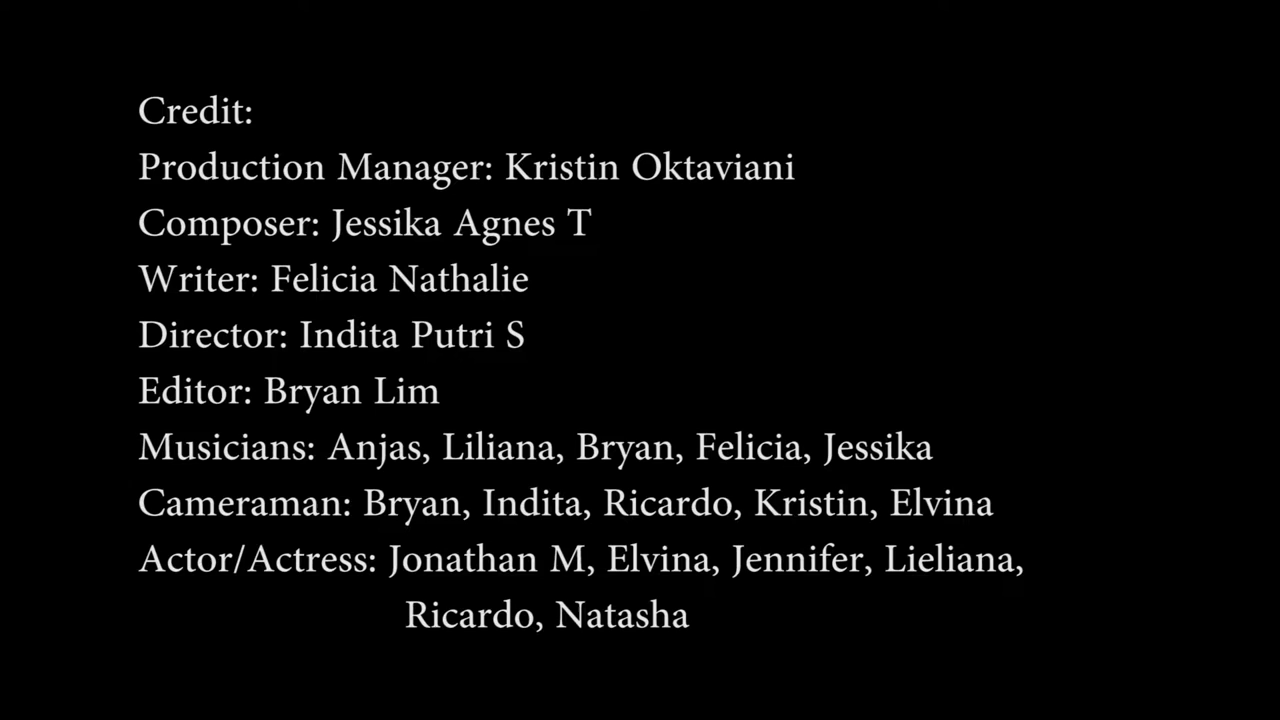 Credit:
Production Manager: Kristin Oktaviani
Composer: Jessika Agnes T
Writer: Felicia Nathalie
Director: Indita Putri S
Editor: Bryan Lim
Musicians: Anjas, Liliana, Bryan, Felicia, Jessika
Cameraman: Bryan, Indita, Ricardo, Kristin, Elvina
Actor/Actress: Jonathan M, Elvina, Jennifer, Lieliana,
Ricardo, Natasha